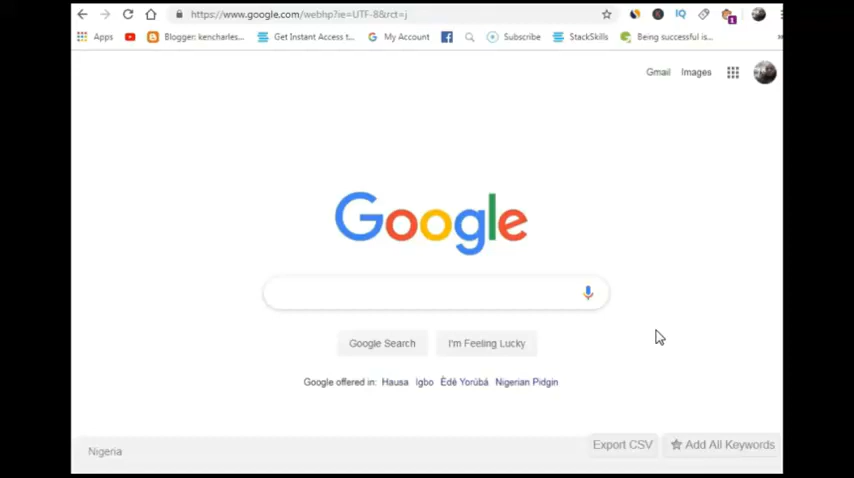 https://www.google.com/webhp?ie=UTF-8&rct=j
Apps Blogger: kencharles... Get Instant Access t... My Account Subscribe StackSkills Being successful is...
Gmail Images
Google
Google Search I'm Feeling Lucky
Google offered in: Hausa Igbo Èdè Yorùbá Nigerian Pidgin
Export CSV Add All Keywords
Nigeria